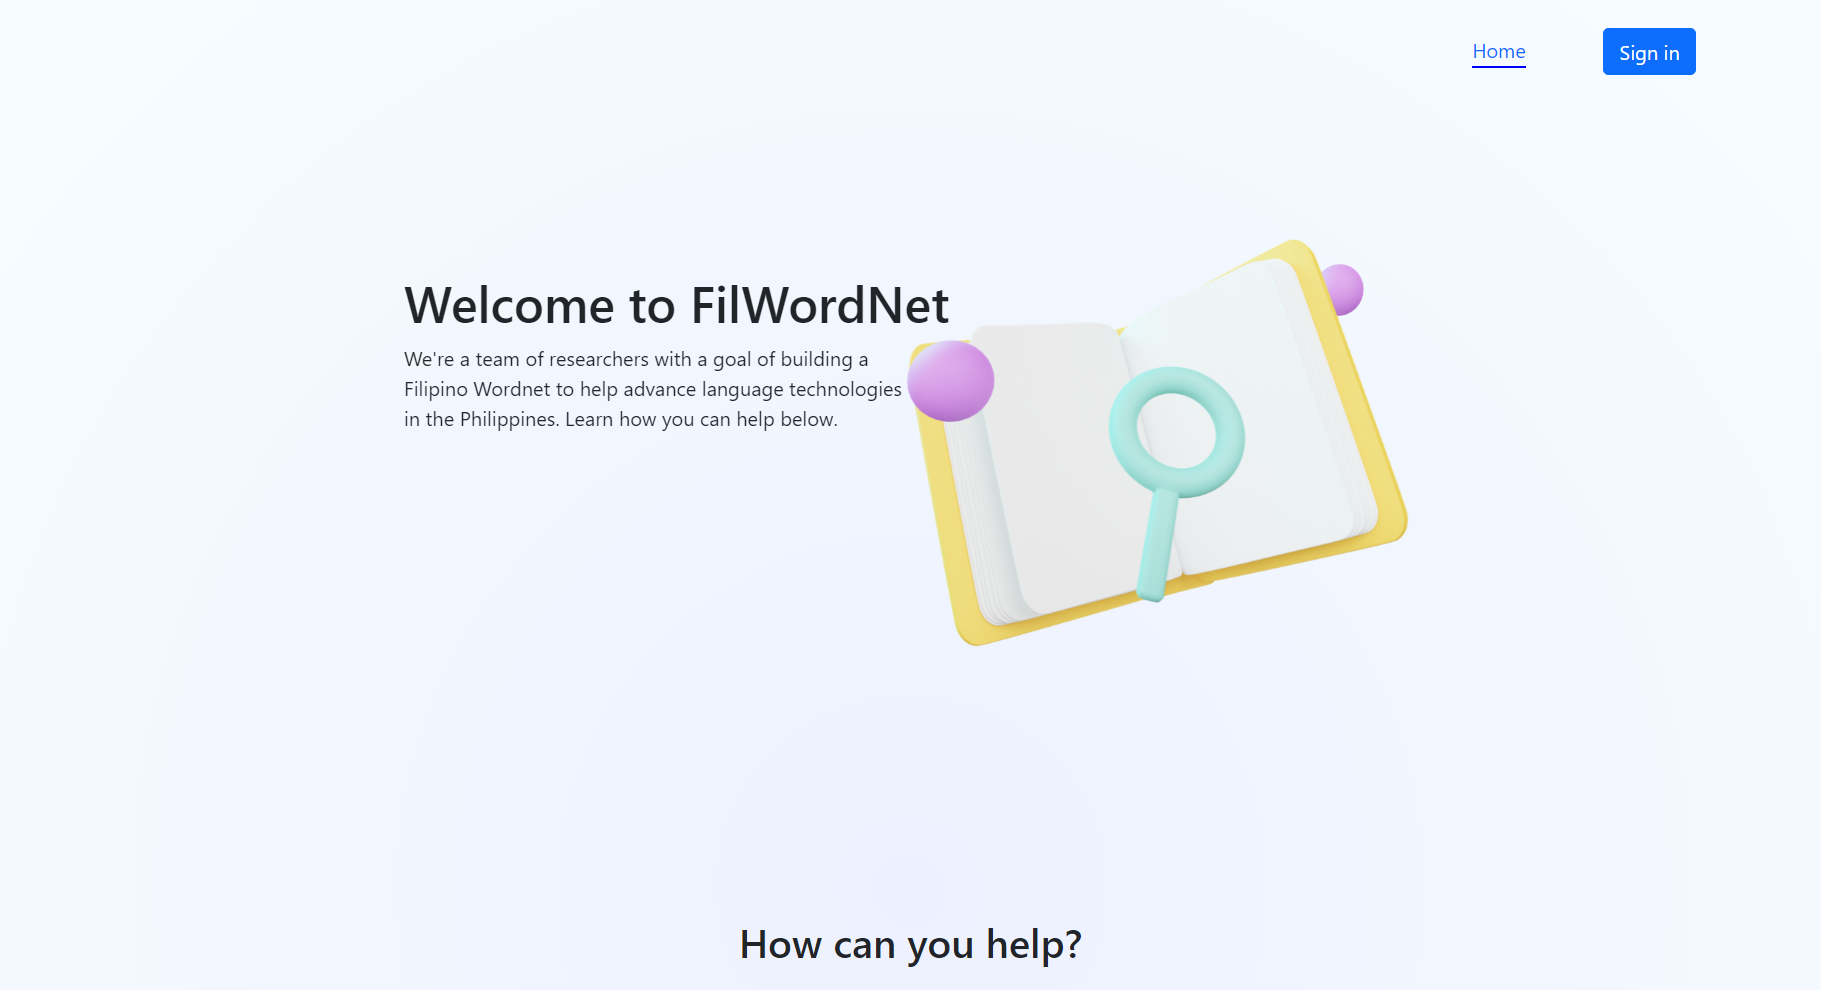 Home
Sign in
Welcome to FilWordNet
We're a team of researchers with a goal of building a
Filipino Wordnet to help advance language technologies
in the Philippines. Learn how you can help below.
How can you help?